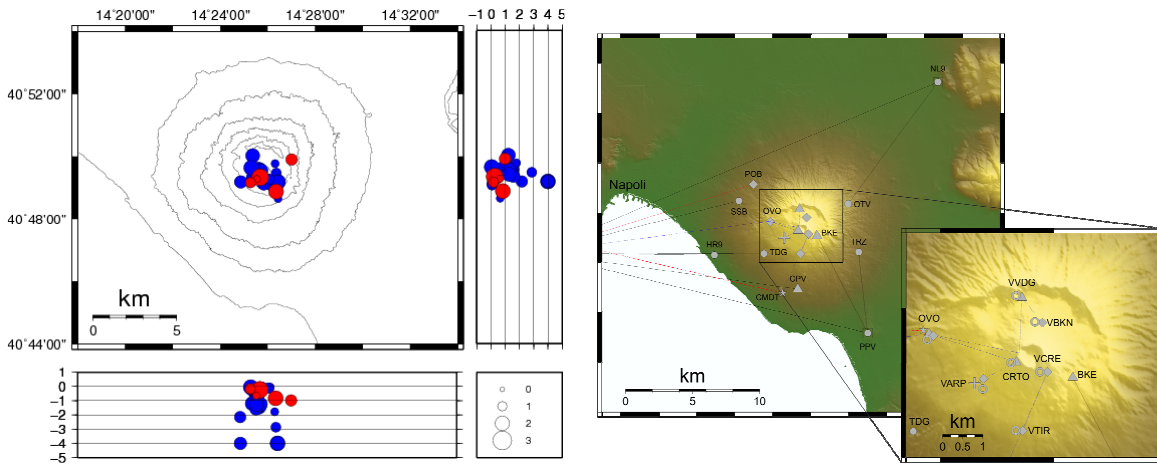 14°20'00" 14°24'00" 14°28'00" 14°32'00"
−1 0 1 2 3 4 5
40°52'00"
40°48'00"
40°44'00"
km
0 5
1
0
−1
−2
−3
−4
−5
0
1
2
3
NL9
Napoli
POB
SSB
OVO
OTV
BKE
HR9
TDG
TRZ
CPV
CMDT
PPV
km
0 5 10
VVDG
OVO
VBKN
VCRE
CRTO
BKE
VARP
TDG
VTIR
km
0 0.5 1